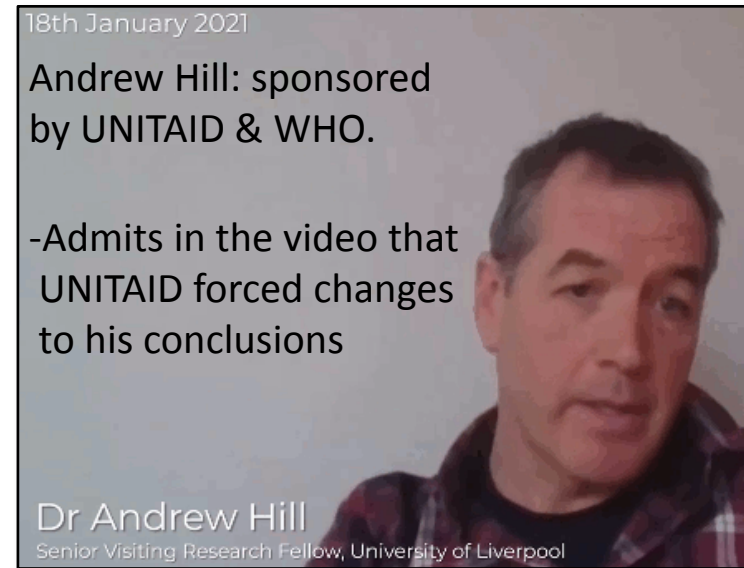 18th January 2021
Andrew Hill: sponsored
by UNITAID & WHO.
-Admits in the video that
UNITAID forced changes
to his conclusions
Dr Andrew Hill
Senior Visiting Research Fellow, University of Liverpool